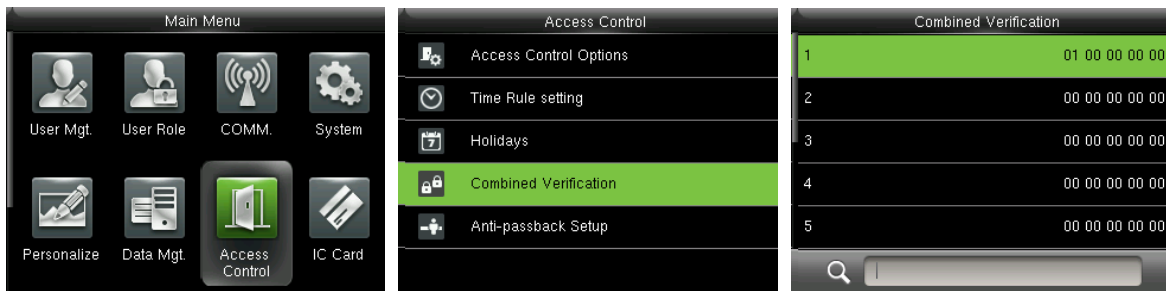 Main Menu
User Mgt.
User Role
COMM.
System
Personalize
Data Mgt.
Access
Control
IC Card
Access Control
Access Control Options
Time Rule setting
7
Holidays
Combined Verification
Anti-passback Setup
Combined Verification
1 01 00 00 00 00
2 00 00 00 00 00
3 00 00 00 00 00
4 00 00 00 00 00
5 00 00 00 00 00